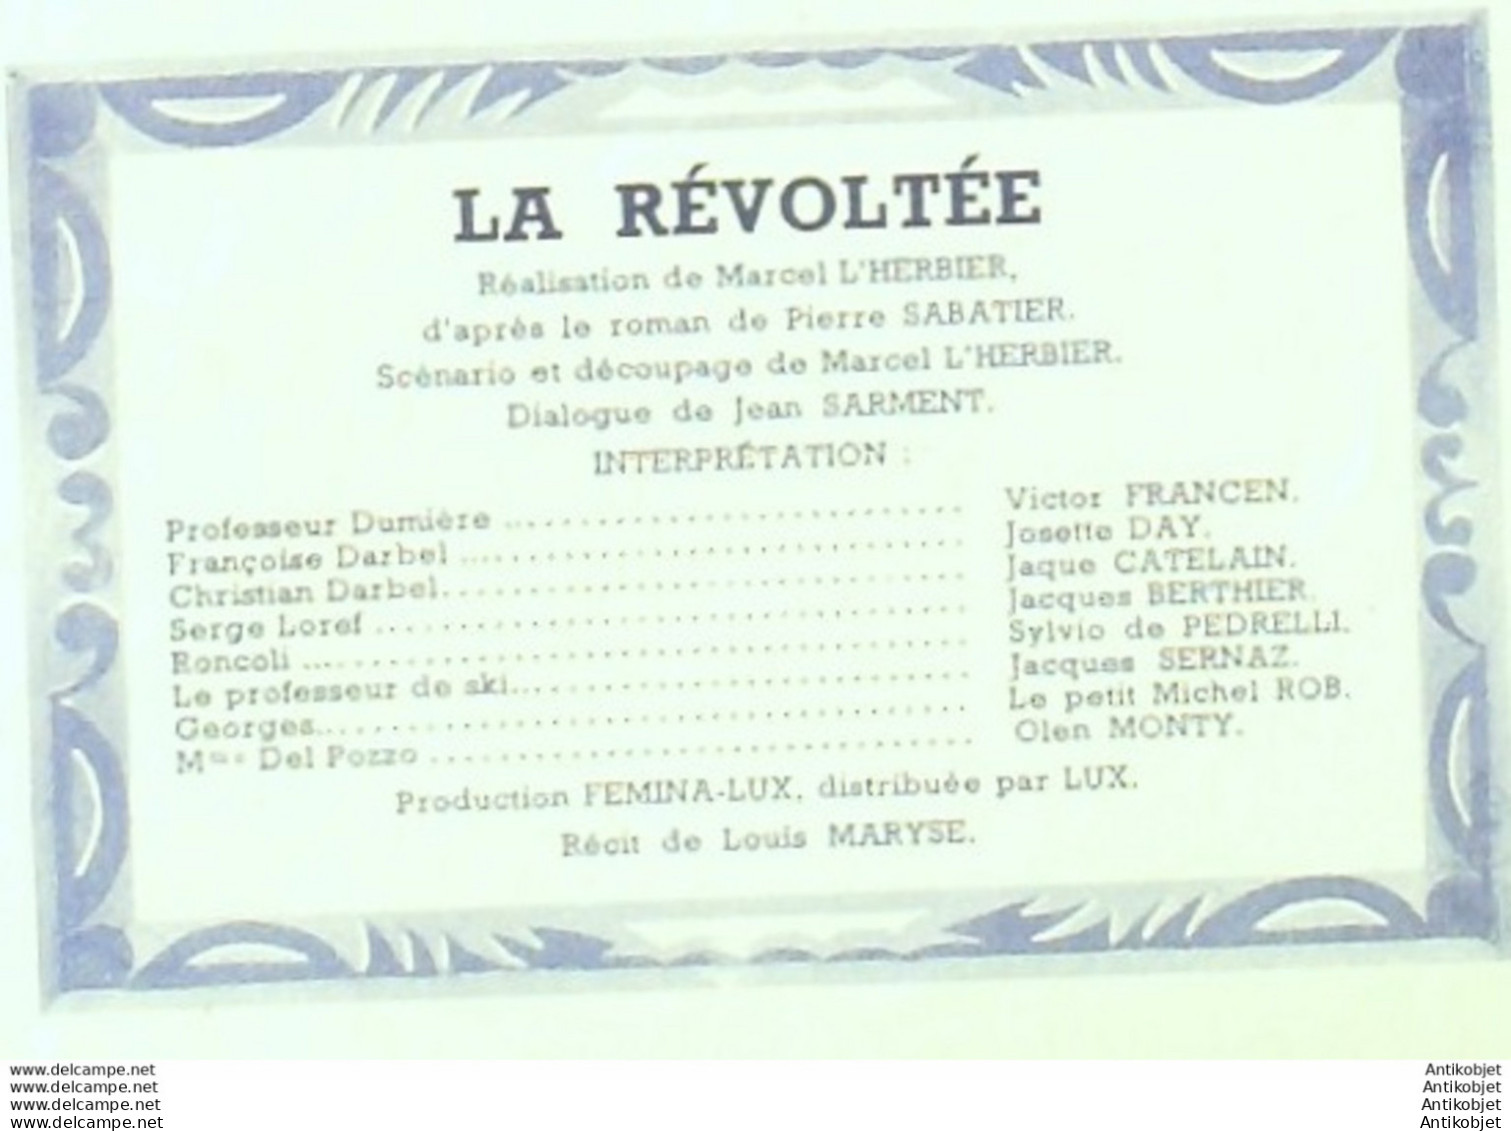 LA RÉVOLTÉE
Réalisation de Marcel L'HERBIER,
d'après le roman de Pierre SABATIER.
Scénario et découpage de Marcel L'HERBIER.
Dialogue de Jean SARMENT.
INTERPRÉTATION :
Professeur Dumière .............................. Victor FRANCEN.
Françoise Darbel .............................. Josette DAY.
Christian Darbel .............................. Jaque CATELAIN.
Serge Loref .............................. Jacques BERTHIER.
Roncoli .............................. Sylvio de PEDRELLI.
Le professeur de ski .............................. Jacques SERNAZ.
Georges .............................. Le petit Michel ROB.
Mme Del Pozzo .............................. Olen MONTY.
Production FEMINA-LUX, distribuée par LUX.
Récit de Louis MARYSE.
www.delcampe.net Antikobjet
www.delcampe.net Antikobjet
www.delcampe.net Antikobjet
www.delcampe.net Antikobjet